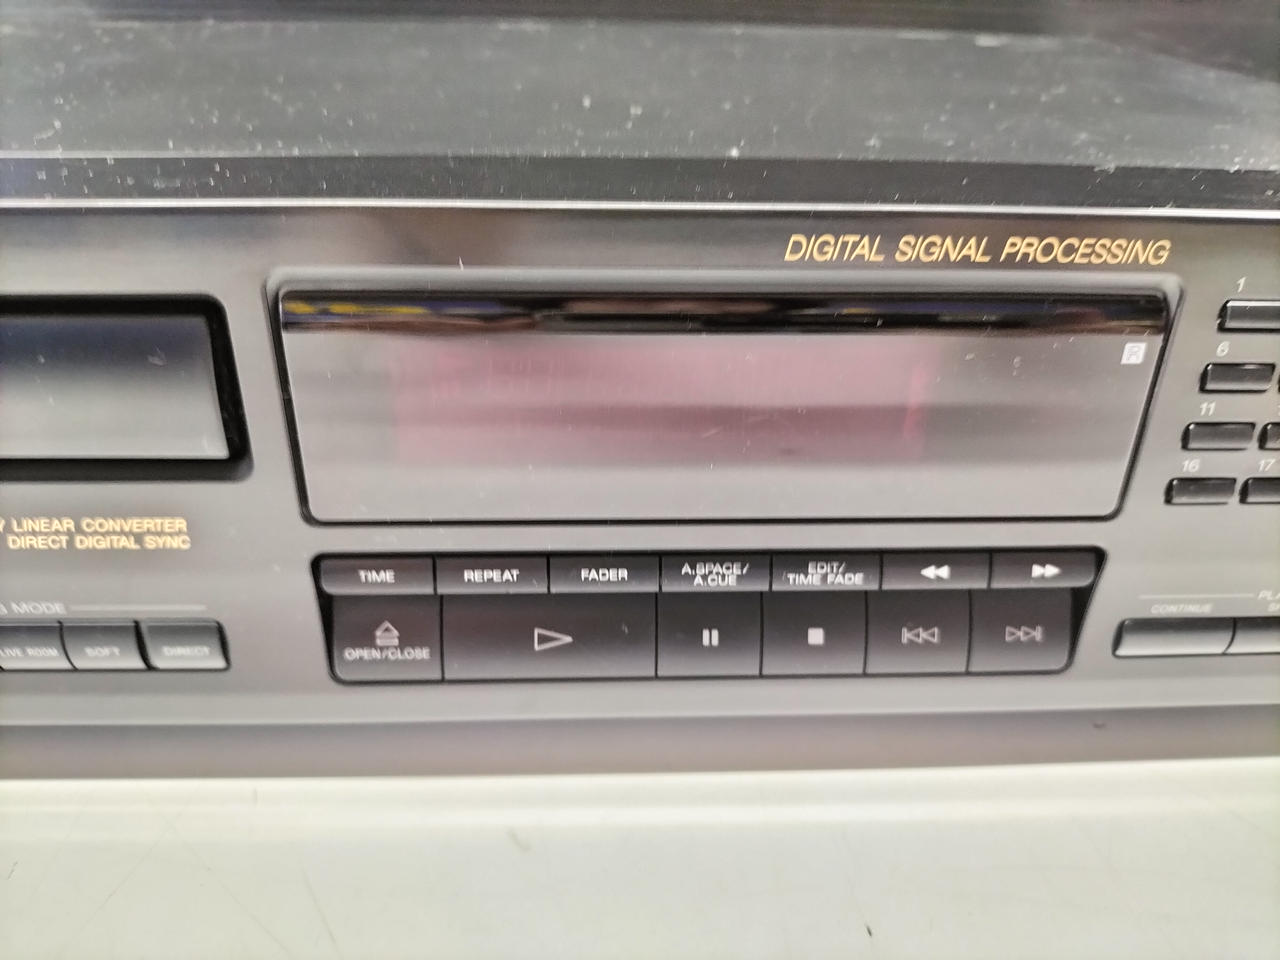 DIGITAL SIGNAL PROCESSING
R
1
6
11
16 17
LINEAR CONVERTER
DIRECT DIGITAL SYNC
MODE
LIVE ROOM SOFT DIRECT
TIME REPEAT FADER A.SPACE/ EDIT/
A.CUE TIME FADE
OPEN/CLOSE
CONTINUE